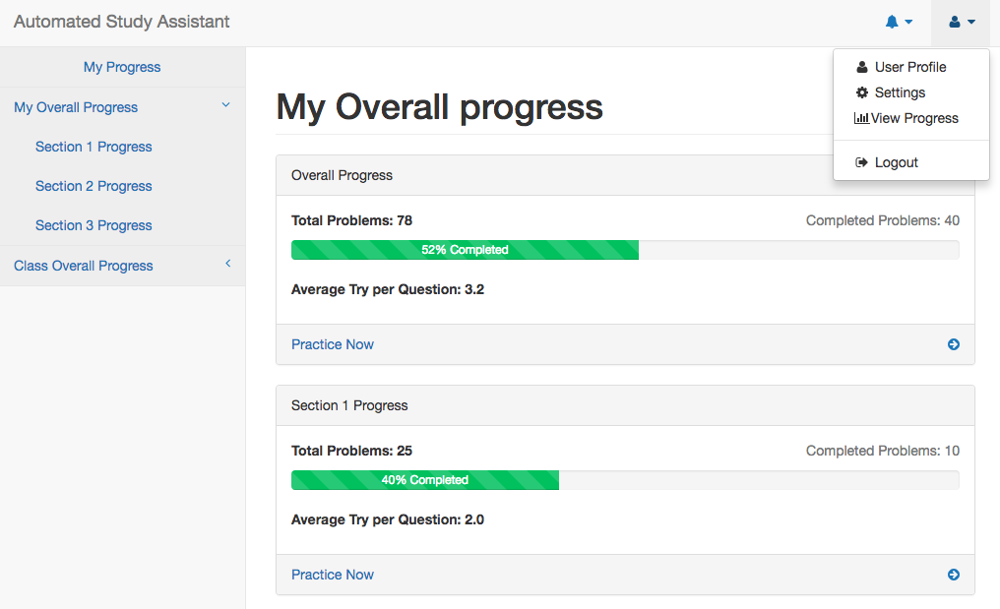 Automated Study Assistant
My Progress
My Overall Progress
Section 1 Progress
Section 2 Progress
Section 3 Progress
Class Overall Progress
User Profile
Settings
View Progress
Logout
My Overall progress
Overall Progress
Total Problems: 78
Completed Problems: 40
52% Completed
Average Try per Question: 3.2
Practice Now
Section 1 Progress
Total Problems: 25
Completed Problems: 10
40% Completed
Average Try per Question: 2.0
Practice Now